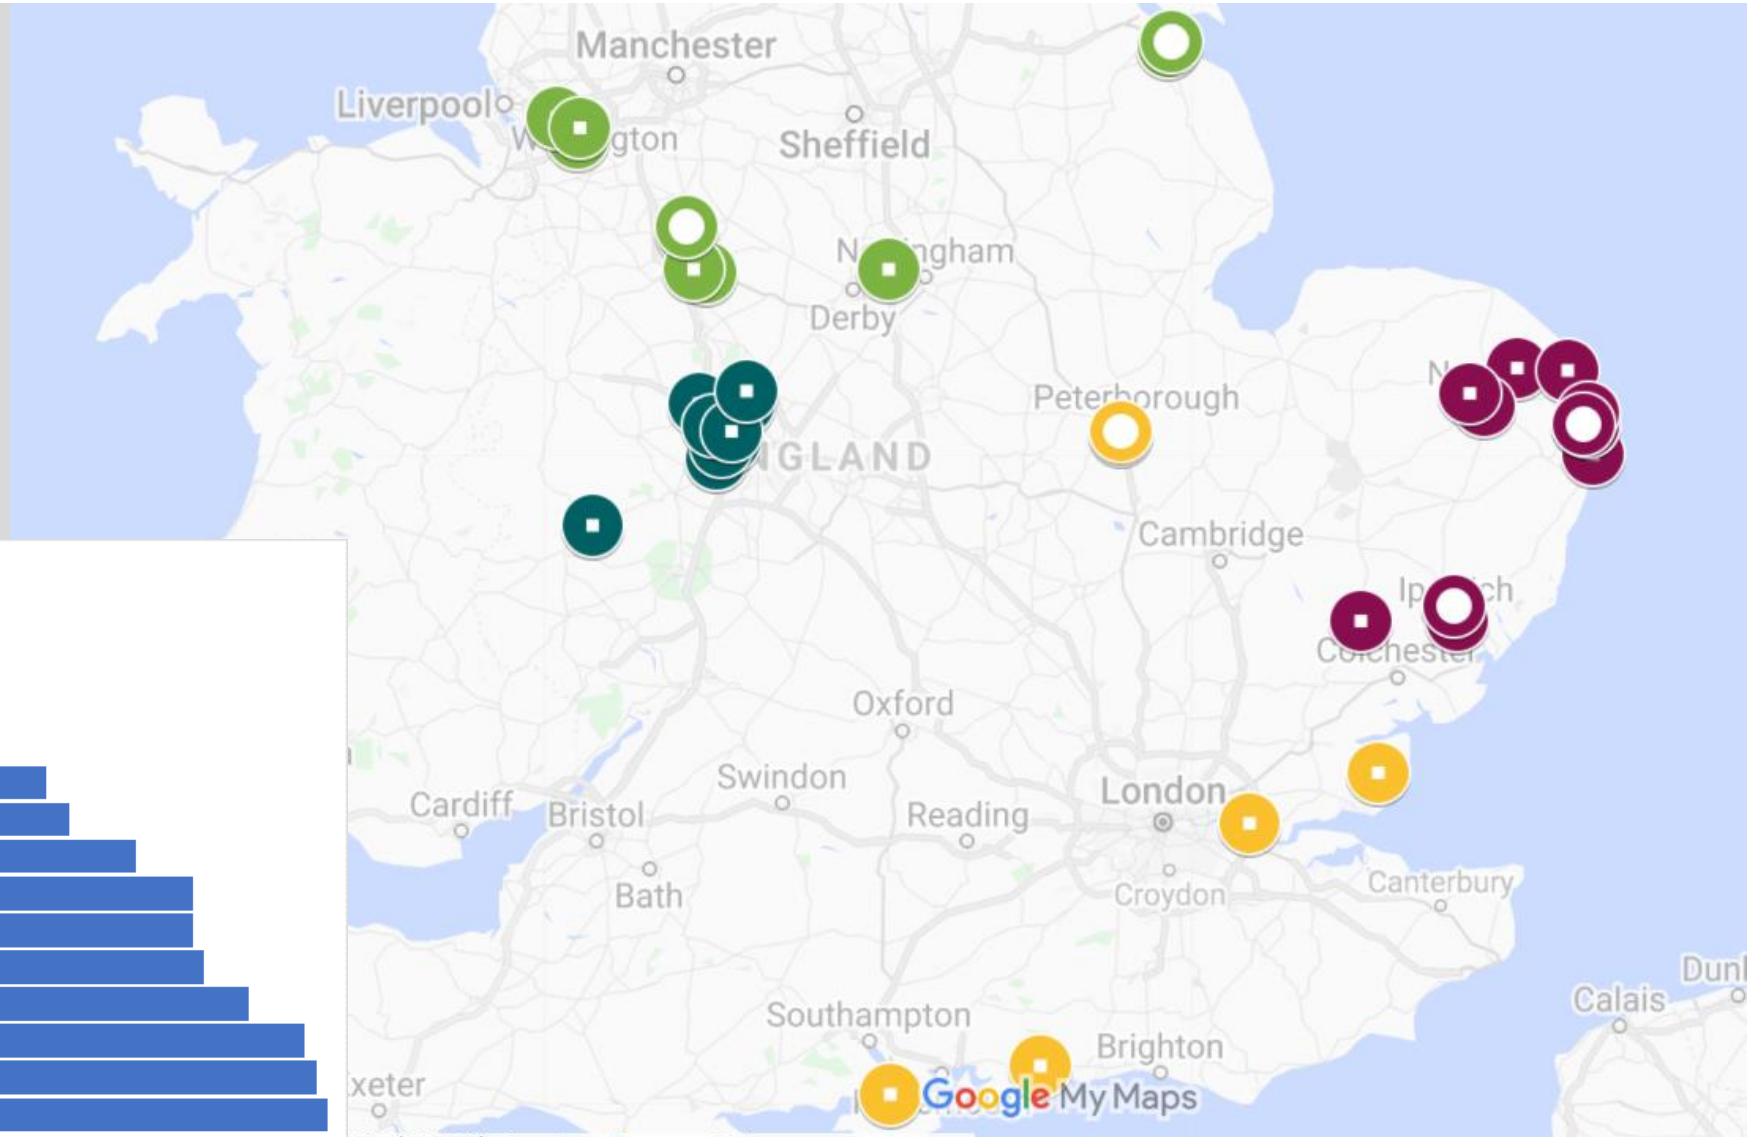 Manchester
Liverpool
Sheffield
Derby
Peterborough
ENGLAND
Cambridge
Colchester
Oxford
Swindon
London
Cardiff
Bristol
Reading
Bath
Croydon
Canterbury
Southampton
Brighton
Calais
Google My Maps